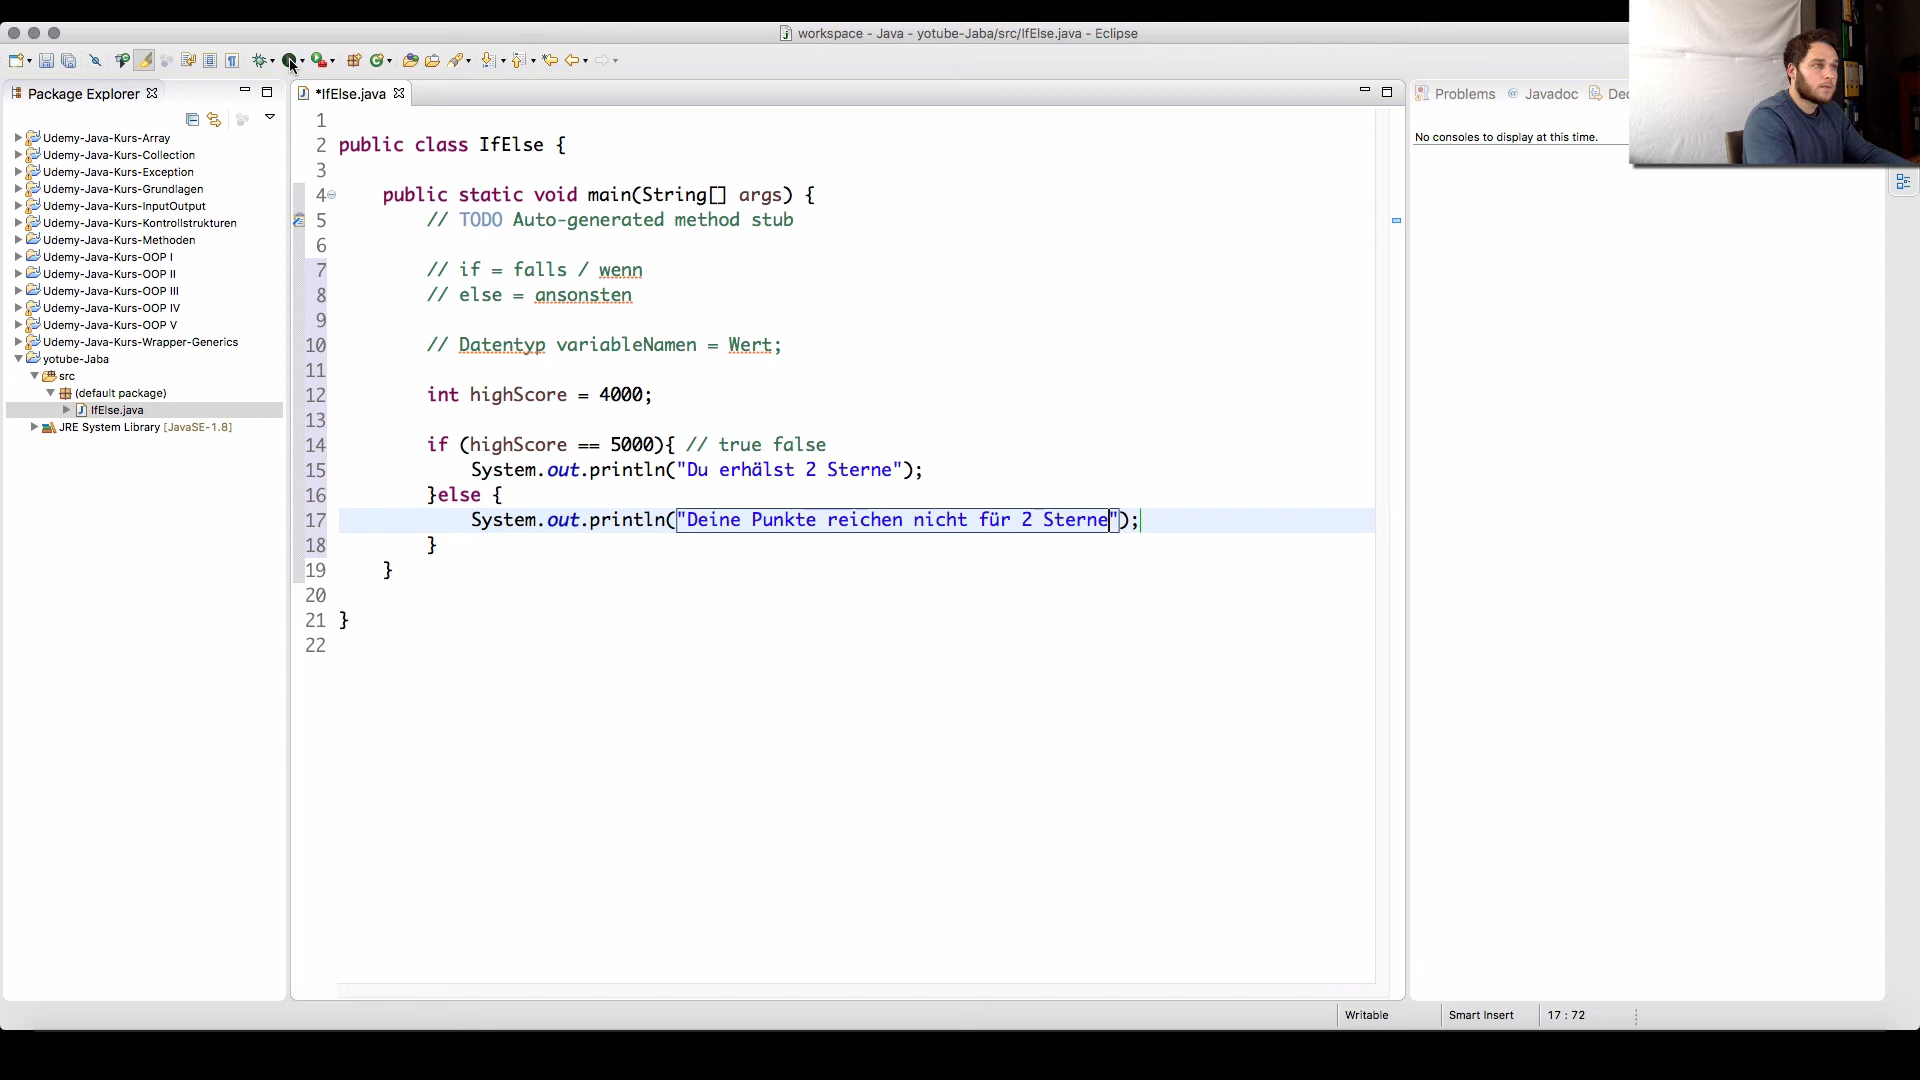 workspace - Java - yotube-Jaba/src/IfElse.java - Eclipse
Package Explorer
Udemy-Java-Kurs-Array
Udemy-Java-Kurs-Collection
Udemy-Java-Kurs-Exception
Udemy-Java-Kurs-Grundlagen
Udemy-Java-Kurs-InputOutput
Udemy-Java-Kurs-Kontrollstrukturen
Udemy-Java-Kurs-Methoden
Udemy-Java-Kurs-OOP I
Udemy-Java-Kurs-OOP II
Udemy-Java-Kurs-OOP III
Udemy-Java-Kurs-OOP IV
Udemy-Java-Kurs-OOP V
Udemy-Java-Kurs-Wrapper-Generics
yotube-Jaba
src
(default package)
IfElse.java
JRE System Library [JavaSE-1.8]
*IfElse.java
1
2 public class IfElse {
3
4 public static void main(String[] args) {
5 // TODO Auto-generated method stub
6
7 // if = falls / wenn
8 // else = ansonsten
9
10 // Datentyp variableNamen = Wert;
11
12 int highScore = 4000;
13
14 if (highScore == 5000){ // true false
15 System.out.println("Du erhälst 2 Sterne");
16 }else {
17 System.out.println("Deine Punkte reichen nicht für 2 Sterne");
18 }
19 }
20
21 }
22
Problems @ Javadoc
No consoles to display at this time.
Writable Smart Insert 17 : 72